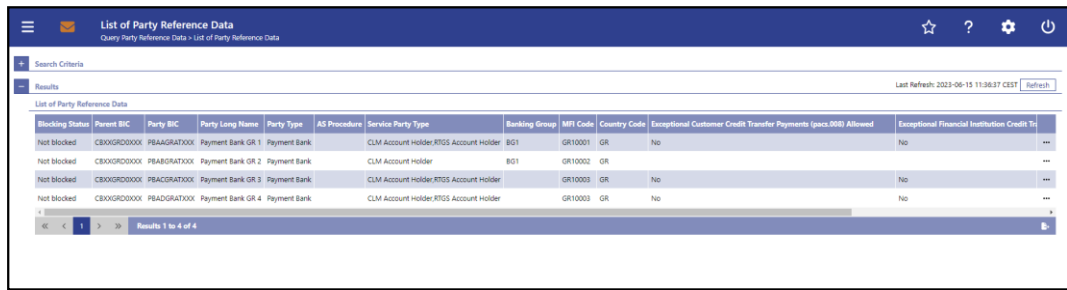 List of Party Reference Data
Query Party Reference Data > List of Party Reference Data
Search Criteria
Results
Last Refresh: 2023-06-15 11:36:37 CEST Refresh
List of Party Reference Data
Blocking Status Parent BIC Party BIC Party Long Name Party Type AS Procedure Service Party Type Banking Group MFI Code Country Code Exceptional Customer Credit Transfer Payments (pacs.008) Allowed Exceptional Financial Institution Credit Tr
Not blocked CBXXGRD0XXX PBAAGRATXXX Payment Bank GR 1 Payment Bank CLM Account Holder,RTGS Account Holder BG1 GR10001 GR No No ...
Not blocked CBXXGRD0XXX PBABGRATXXX Payment Bank GR 2 Payment Bank CLM Account Holder BG1 GR10002 GR ...
Not blocked CBXXGRD0XXX PBACGRATXXX Payment Bank GR 3 Payment Bank CLM Account Holder,RTGS Account Holder GR10003 GR No No ...
Not blocked CBXXGRD0XXX PBADGRATXXX Payment Bank GR 4 Payment Bank CLM Account Holder,RTGS Account Holder GR10003 GR No No ...
« < 1 > » Results 1 to 4 of 4